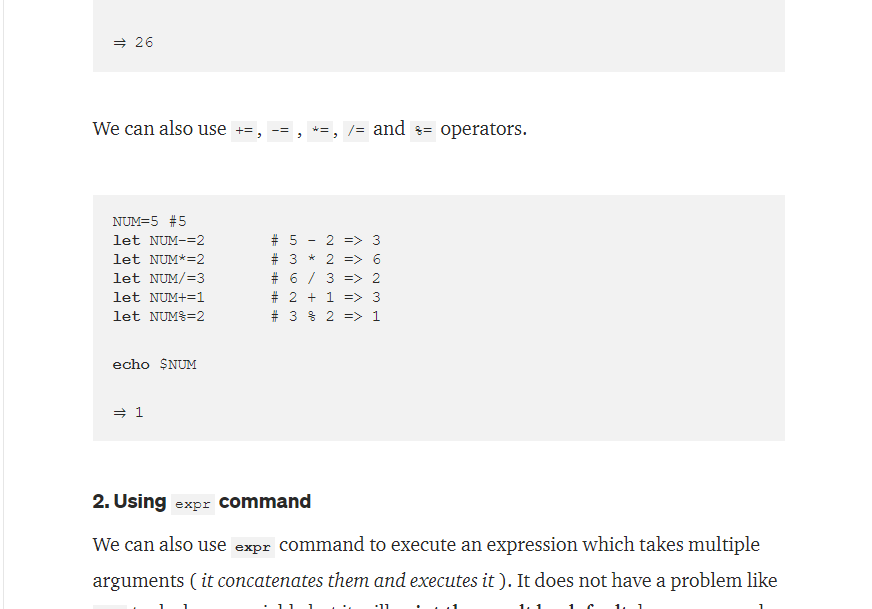 ⇒ 26
We can also use +=, -= , *=, /= and %= operators.
NUM=5 #5
let NUM-=2 # 5 - 2 => 3
let NUM*=2 # 3 * 2 => 6
let NUM/=3 # 6 / 3 => 2
let NUM+=1 # 2 + 1 => 3
let NUM%=2 # 3 % 2 => 1
echo $NUM
⇒ 1
2. Using expr command
We can also use expr command to execute an expression which takes multiple
arguments ( it concatenates them and executes it ). It does not have a problem like